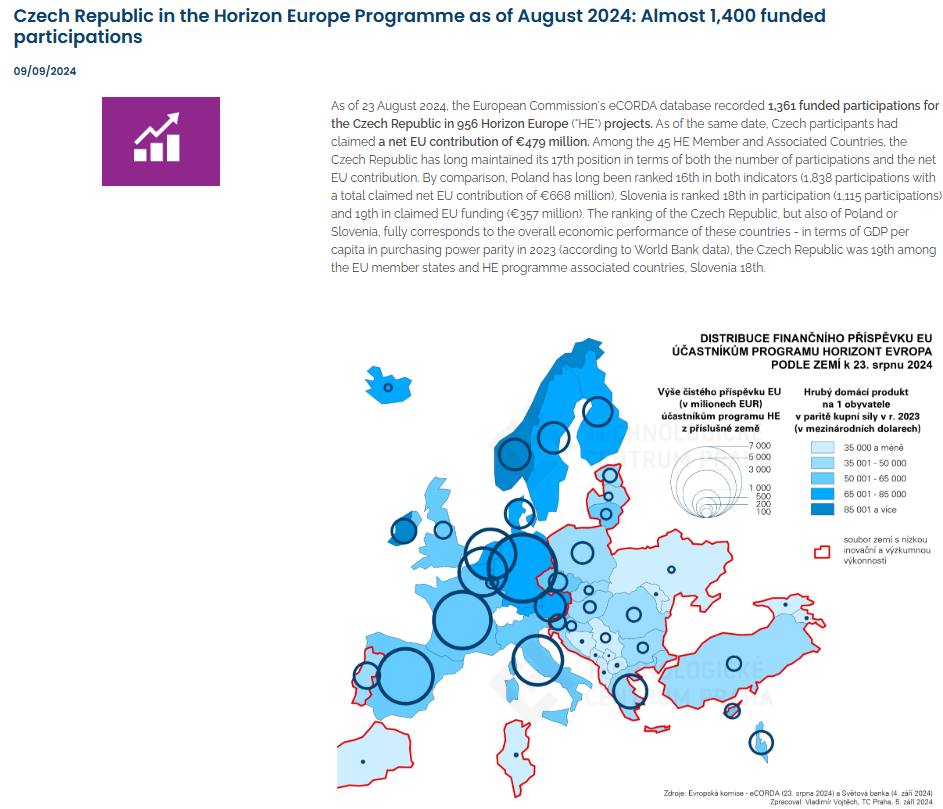 Czech Republic in the Horizon Europe Programme as of August 2024: Almost 1,400 funded
participations
09/09/2024
As of 23 August 2024, the European Commission's eCORDA database recorded 1,361 funded participations for
the Czech Republic in 956 Horizon Europe ("HE") projects. As of the same date, Czech participants had
claimed a net EU contribution of €479 million. Among the 45 HE Member and Associated Countries, the
Czech Republic has long maintained its 17th position in terms of both the number of participations and the net
EU contribution. By comparison, Poland has long been ranked 16th in both indicators (1,838 participations with
a total claimed net EU contribution of €668 million), Slovenia is ranked 18th in participation (1,115 participations)
and 19th in claimed EU funding (€357 million). The ranking of the Czech Republic, but also of Poland or
Slovenia, fully corresponds to the overall economic performance of these countries - in terms of GDP per
capita in purchasing power parity in 2023 (according to World Bank data), the Czech Republic was 19th among
the EU member states and HE programme associated countries, Slovenia 18th.
DISTRIBUCE FINANČNÍHO PŘÍSPĚVKU EU
ÚČASTNÍKŮM PROGRAMU HORIZONT EVROPA
PODLE ZEMÍ k 23. srpnu 2024
Výše čistého příspěvku EU
(v milionech EUR)
účastníkům programu HE
z příslušné země
7 000
5 000
3 000
1 000
500
200
100
Hrubý domácí produkt
na 1 obyvatele
v paritě kupní síly v r. 2023
(v mezinárodních dolarech)
35 000 a méně
35 001 - 50 000
50 001 - 65 000
65 001 - 85 000
85 001 a více
soubor zemí s nízkou
inovační a výzkumnou
výkonností
TECHNOLOGICKÉ
CENTRUM PRAHA
TECHNOLOGICKÉ
CENTRUM PRAHA
Zdroje: Evropská komise - eCORDA (23. srpna 2024) a Světová banka (4. září 2024)
Zpracoval: Vladimír Vojtěch, TC Praha, 5. září 2024